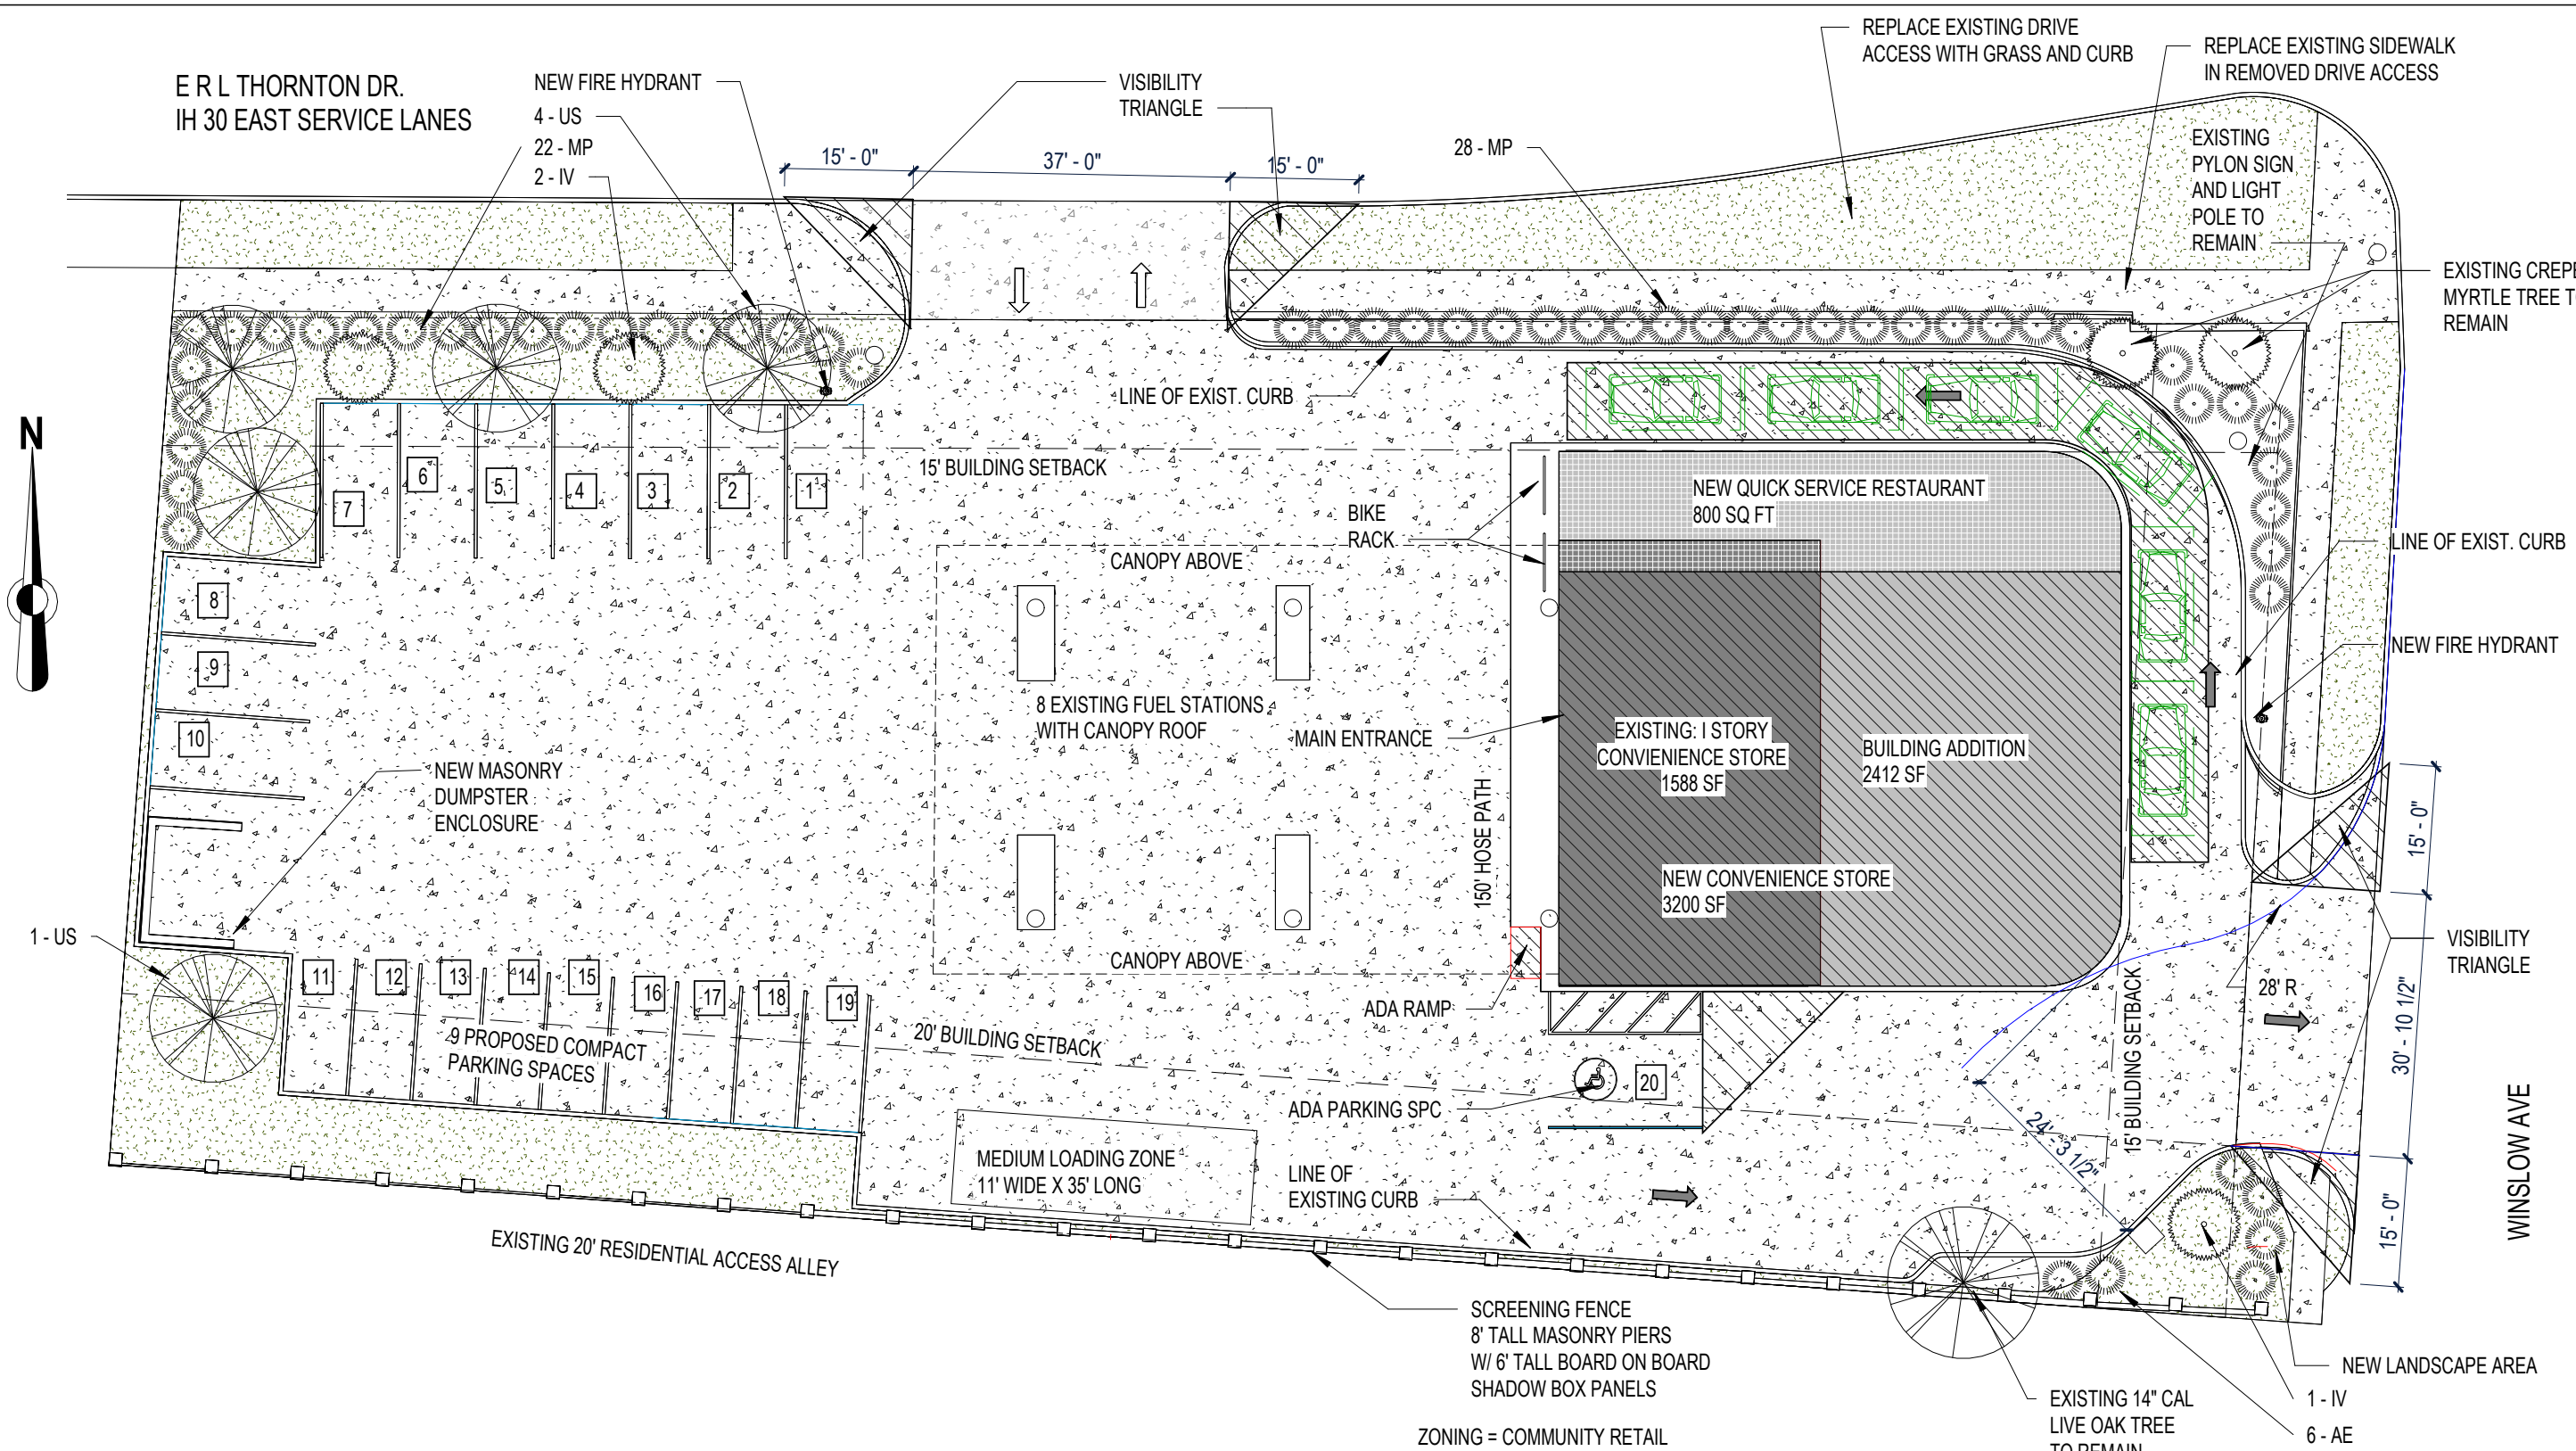 REPLACE EXISTING DRIVE
ACCESS WITH GRASS AND CURB
REPLACE EXISTING SIDEWALK
IN REMOVED DRIVE ACCESS
E R L THORNTON DR.
IH 30 EAST SERVICE LANES
NEW FIRE HYDRANT
4 - US
22 - MP
2 - IV
VISIBILITY
TRIANGLE
15' - 0"
37' - 0"
15' - 0"
28 - MP
EXISTING
PYLON SIGN
AND LIGHT
POLE TO
REMAIN
EXISTING CREPE
MYRTLE TREE T
REMAIN
LINE OF EXIST. CURB
N
15' BUILDING SETBACK
7
6
5
4
3
2
1
BIKE
RACK
NEW QUICK SERVICE RESTAURANT
800 SQ FT
LINE OF EXIST. CURB
CANOPY ABOVE
8
9
10
NEW FIRE HYDRANT
8 EXISTING FUEL STATIONS
WITH CANOPY ROOF
MAIN ENTRANCE
EXISTING: I STORY
CONVIENIENCE STORE
1588 SF
BUILDING ADDITION
2412 SF
NEW MASONRY
DUMPSTER
ENCLOSURE
150' HOSE PATH
15' - 0"
NEW CONVENIENCE STORE
3200 SF
1 - US
VISIBILITY
TRIANGLE
CANOPY ABOVE
11
12
13
14
15
16
17
18
19
ADA RAMP
28' R
30' - 10 1/2"
9 PROPOSED COMPACT
PARKING SPACES
20' BUILDING SETBACK
15' BUILDING SETBACK
20
ADA PARKING SPC
24' - 3 1/2"
WINSLOW AVE
MEDIUM LOADING ZONE
11' WIDE X 35' LONG
LINE OF
EXISTING CURB
15' - 0"
EXISTING 20' RESIDENTIAL ACCESS ALLEY
SCREENING FENCE
8' TALL MASONRY PIERS
W/ 6' TALL BOARD ON BOARD
SHADOW BOX PANELS
NEW LANDSCAPE AREA
1 - IV
6 - AE
EXISTING 14" CAL
LIVE OAK TREE
TO REMAIN
ZONING = COMMUNITY RETAIL